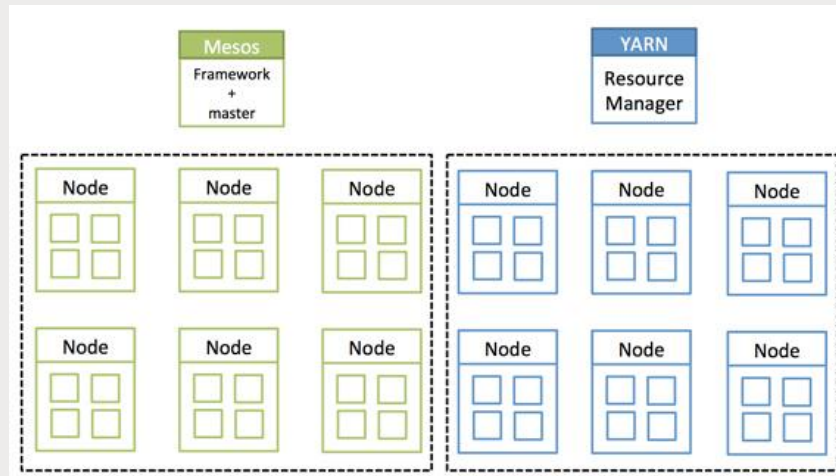 Mesos
Framework
+
master
YARN
Resource
Manager
Node
Node
Node
Node
Node
Node
Node
Node
Node
Node
Node
Node